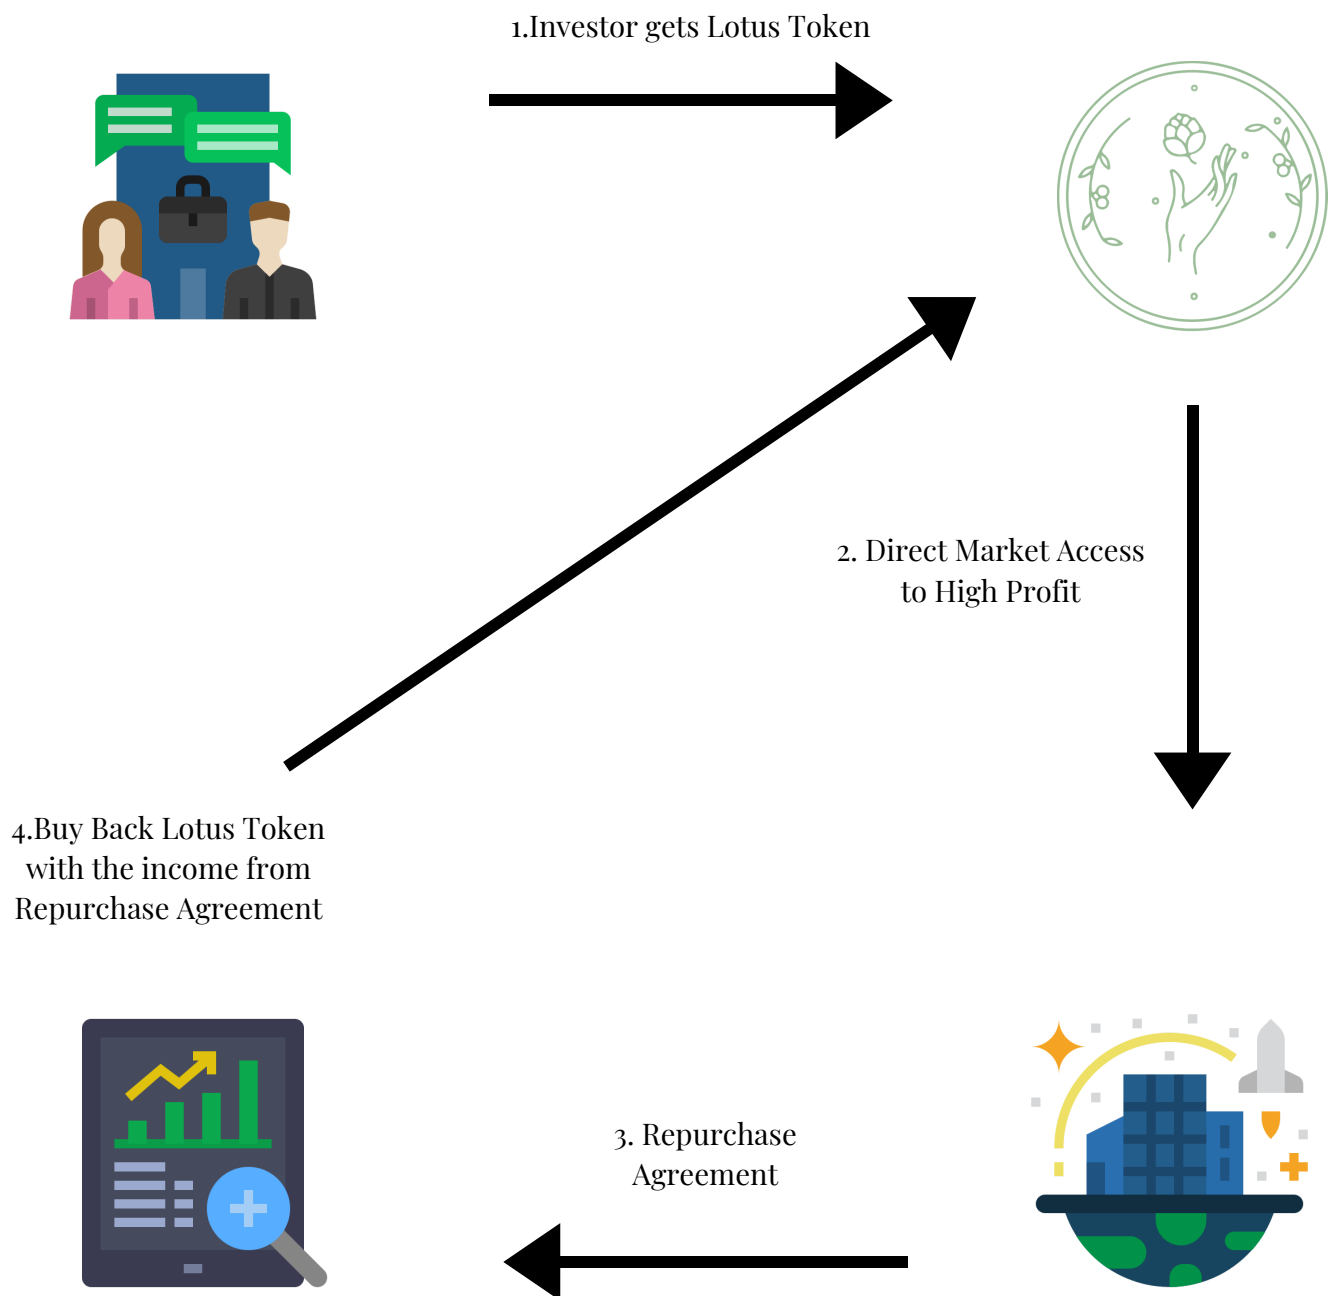 1.Investor gets Lotus Token
2. Direct Market Access
to High Profit
4.Buy Back Lotus Token
with the income from
Repurchase Agreement
3. Repurchase
Agreement